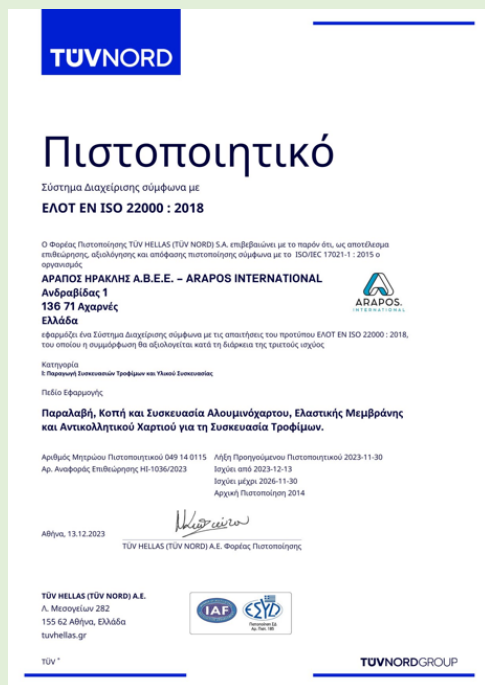 TÜVNORD
Πιστοποιητικό
Σύστημα Διαχείρισης σύμφωνα με
ΕΛΟΤ EN ISO 22000 : 2018
Ο Φορέας Πιστοποίησης TÜV HELLAS (TÜV NORD) S.A. επιβεβαιώνει με το παρόν ότι, ως αποτέλεσμα
επιθεώρησης, αξιολόγησης και απόφασης πιστοποίησης σύμφωνα με το ISO/IEC 17021-1 : 2015 ο
οργανισμός
ΑΡΑΠΟΣ ΗΡΑΚΛΗΣ Α.Β.Ε.Ε. – ARAPOS INTERNATIONAL
Ανδραβίδας 1
136 71 Αχαρνές
Ελλάδα
ARAPOS.
INTERNATIONAL
εφαρμόζει ένα Σύστημα Διαχείρισης σύμφωνα με τις απαιτήσεις του προτύπου ΕΛΟΤ EN ISO 22000 : 2018,
του οποίου η συμμόρφωση θα αξιολογείται κατά τη διάρκεια της τριετούς ισχύος
Κατηγορία
I: Παραγωγή Συσκευασιών Τροφίμων και Υλικού Συσκευασίας
Πεδίο Εφαρμογής
Παραλαβή, Κοπή και Συσκευασία Αλουμινόχαρτου, Ελαστικής Μεμβράνης
και Αντικολλητικού Χαρτιού για τη Συσκευασία Τροφίμων.
Αριθμός Μητρώου Πιστοποιητικού 049 14 0115 Λήξη Προηγούμενου Πιστοποιητικού 2023-11-30
Αρ. Αναφοράς Επιθεώρησης HI-1036/2023 Ισχύει από 2023-12-13
Ισχύει μέχρι 2026-11-30
Αρχική Πιστοποίηση 2014
Αθήνα, 13.12.2023
TÜV HELLAS (TÜV NORD) Α.Ε. Φορέας Πιστοποίησης
TÜV HELLAS (TÜV NORD) Α.Ε.
Λ. Μεσογείων 282
155 62 Αθήνα, Ελλάδα
tuvhellas.gr
IAF
ΕΣΥΔ
TÜV ®
TÜVNORDGROUP